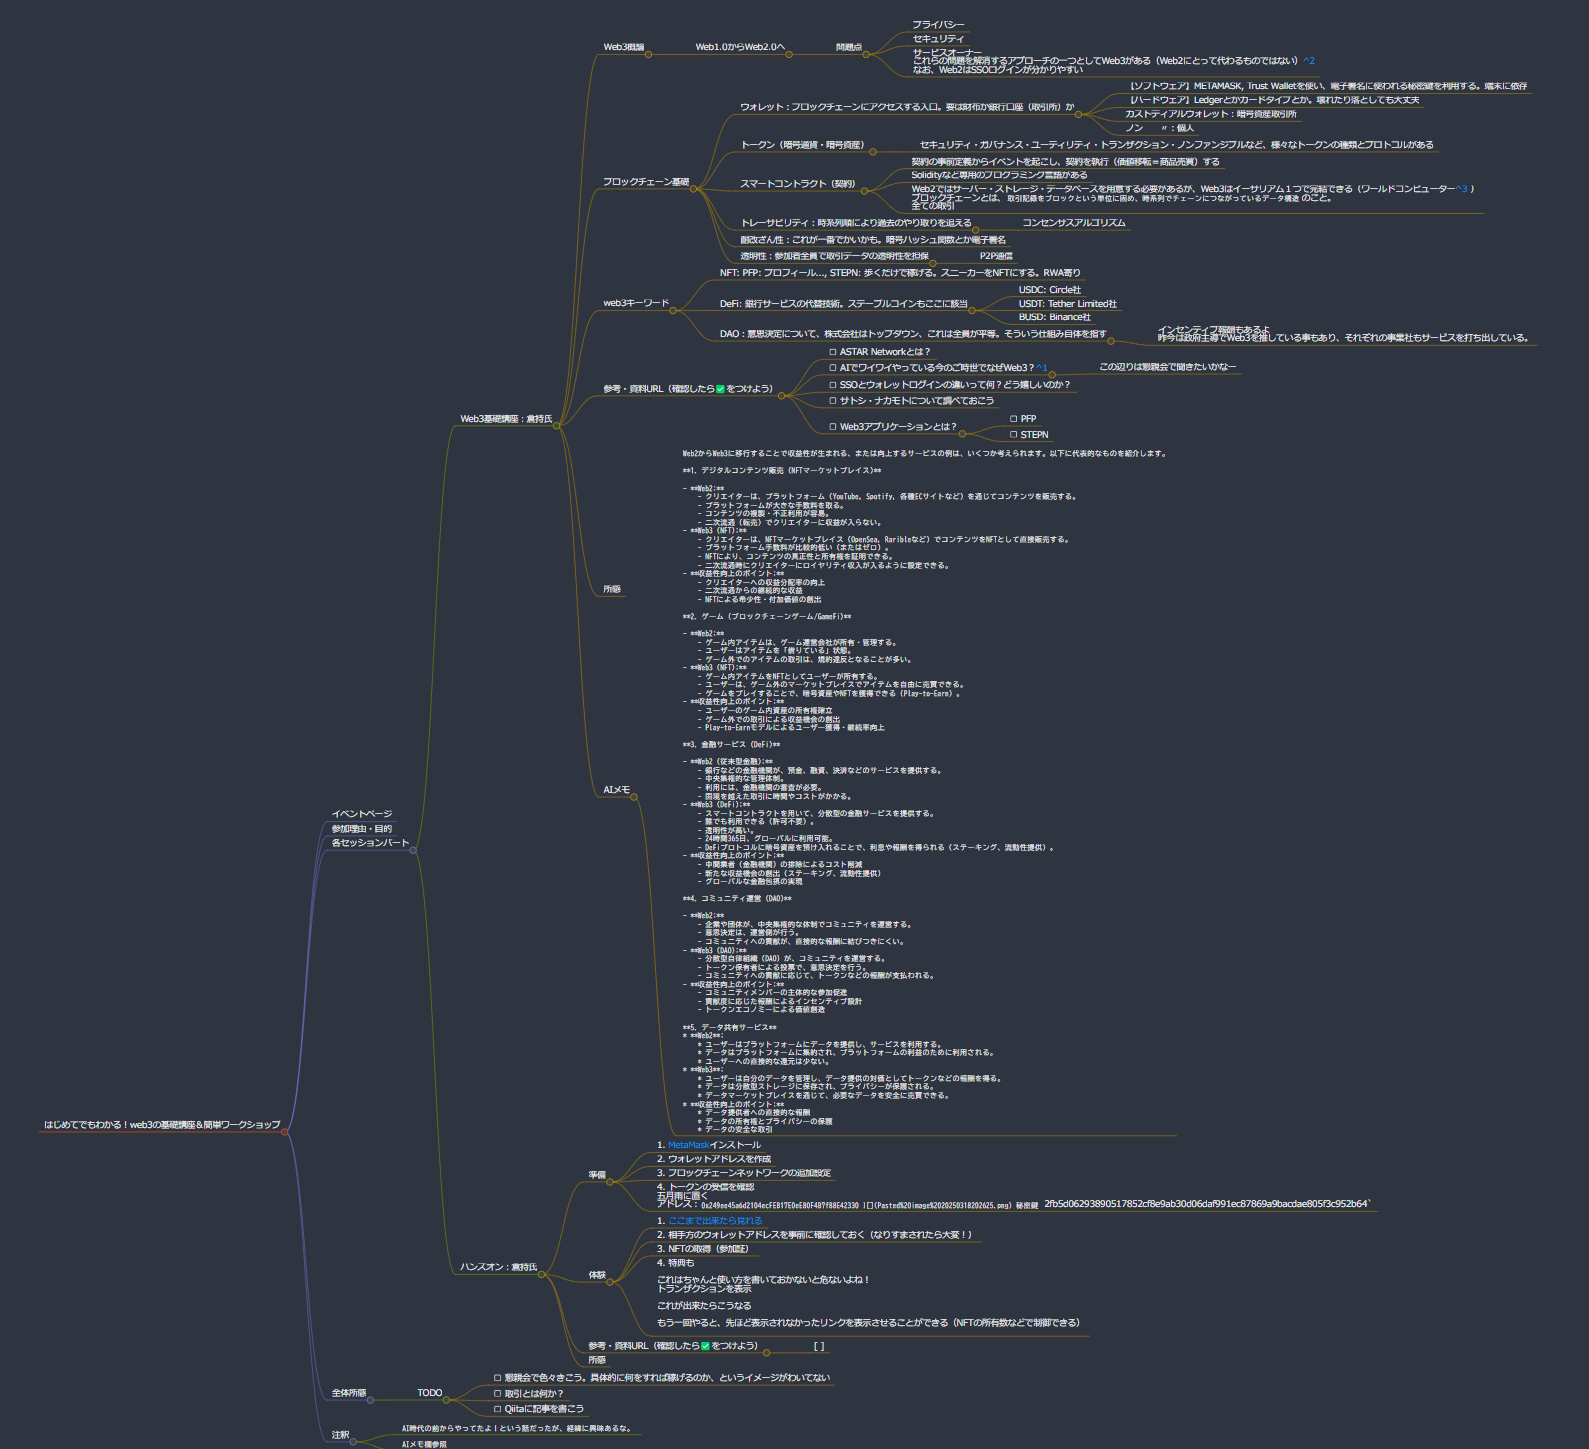 はじめてでもわかる！web3の基礎講座＆簡単ワークショップ
イベントページ
参加理由・目的
各セッションパート
Web3基礎講座：倉持氏
Web3概論
Web1.0からWeb2.0へ
問題点
プライバシー
セキュリティ
サービスオーナー
これらの問題を解消するアプローチの一つとしてWeb3がある（Web2にとって代わるものではない）^2
なお、Web2はSSOログインが分かりやすい
ブロックチェーン基礎
ウォレット：ブロックチェーンにアクセスする入口。要は財布か銀行口座（取引所）か
【ソフトウェア】METAMASK, Trust Walletを使い、電子署名に使われる秘密鍵を利用する。端末に依存
【ハードウェア】Ledgerとかカードタイプとか。壊れたり落としても大丈夫
カストディアルウォレット：暗号資産取引所
ノン 〃：個人
トークン（暗号通貨・暗号資産）
セキュリティ・ガバナンス・ユーティリティ・トランザクション・ノンファンジブルなど、様々なトークンの種類とプロトコルがある
スマートコントラクト（契約）
契約の事前定義からイベントを起こし、契約を執行（価値移転＝商品売買）する
Solidityなど専用のプログラミング言語がある
Web2ではサーバー・ストレージ・データベースを用意する必要があるが、Web3はイーサリアム１つで完結できる（ワールドコンピューター^3 ）
ブロックチェーンとは、取引記録をブロックという単位に固め、時系列でチェーンにつながっているデータ構造 のこと。
全ての取引
トレーサビリティ：時系列順により過去のやり取りを追える
コンセンサスアルゴリズム
耐改ざん性：これが一番でかいかも。暗号ハッシュ関数とか電子署名
透明性：参加者全員で取引データの透明性を担保
P2P通信
web3キーワード
NFT: PFP: プロフィール..., STEPN: 歩くだけで稼げる。スニーカーをNFTにする。RWA寄り
DeFi: 銀行サービスの代替技術。ステーブルコインもここに該当
USDC: Circle社
USDT: Tether Limited社
BUSD: Binance社
DAO：意思決定について、株式会社はトップダウン、これは全員が平等。そういう仕組み自体を指す
インセンティブ報酬もあるよ
昨今は政府主導でWeb3を推している事もあり、それぞれの事業社もサービスを打ち出している。
参考・資料URL（確認したら✅をつけよう）
☐ ASTAR Networkとは？
☐ AIでワイワイやっている今のご時世でなぜWeb3？^1
この辺りは懇親会で聞きたいかなー
☐ SSOとウォレットログインの違いって何？どう嬉しいのか？
☐ サトシ・ナカモトについて調べておこう
☐ Web3アプリケーションとは？
☐ PFP
☐ STEPN
所感
AIメモ
Web2からWeb3に移行することで収益性が生まれる、または向上するサービスの例は、いくつか考えられます。以下に代表的なものを紹介します。
**1. デジタルコンテンツ販売 (NFTマーケットプレイス)**
- **Web2:**
- クリエイターは、プラットフォーム (YouTube, Spotify, 各種ECサイトなど) を通じてコンテンツを販売する。
- プラットフォームが大きな手数料を取る。
- コンテンツの複製・不正利用が容易。
- 二次流通 (転売) でクリエイターに収益が入らない。
- **Web3 (NFT):**
- クリエイターは、NFTマーケットプレイス (OpenSea, Raribleなど) でコンテンツをNFTとして直接販売する。
- プラットフォーム手数料が比較的低い (またはゼロ) 。
- NFTにより、コンテンツの真正性と所有権を証明できる。
- 二次流通時にクリエイターにロイヤリティ収入が入るように設定できる。
- **収益性向上のポイント:**
- クリエイターへの収益分配率の向上
- 二次流通からの継続的な収益
- NFTによる希少性・付加価値の創出
**2. ゲーム (ブロックチェーンゲーム/GameFi)**
- **Web2:**
- ゲーム内アイテムは、ゲーム運営会社が所有・管理する。
- ユーザーはアイテムを「借りている」状態。
- ゲーム外でのアイテムの取引は、規約違反となることが多い。
- **Web3 (NFT):**
- ゲーム内アイテムをNFTとしてユーザーが所有する。
- ユーザーは、ゲーム外のマーケットプレイスでアイテムを自由に売買できる。
- ゲームをプレイすることで、暗号資産やNFTを獲得できる (Play-to-Earn) 。
- **収益性向上のポイント:**
- ユーザーのゲーム内資産の所有権確立
- ゲーム外での取引による収益機会の創出
- Play-to-Earnモデルによるユーザー獲得・継続率向上
**3. 金融サービス (DeFi)**
- **Web2 (従来型金融):**
- 銀行などの金融機関が、預金、融資、決済などのサービスを提供する。
- 中央集権的な管理体制。
- 利用には、金融機関の審査が必要。
- 国境を越えた取引に時間やコストがかかる。
- **Web3 (DeFi):**
- スマートコントラクトを用いて、分散型の金融サービスを提供する。
- 誰でも利用できる (許可不要) 。
- 透明性が高い。
- 24時間365日、グローバルに利用可能。
- DeFiプロトコルに暗号資産を預け入れることで、利息や報酬を得られる (ステーキング、流動性提供) 。
- **収益性向上のポイント:**
- 中間業者 (金融機関) の排除によるコスト削減
- 新たな収益機会の創出 (ステーキング、流動性提供)
- グローバルな金融包摂の実現
**4. コミュニティ運営 (DAO)**
- **Web2:**
- 企業や団体が、中央集権的な体制でコミュニティを運営する。
- 意思決定は、運営側が行う。
- コミュニティへの貢献が、直接的な報酬に結びつきにくい。
- **Web3 (DAO):**
- 分散型自律組織 (DAO) が、コミュニティを運営する。
- トークン保有者による投票で、意思決定を行う。
- コミュニティへの貢献に応じて、トークンなどの報酬が支払われる。
- **収益性向上のポイント:**
- コミュニティメンバーの主体的な参加促進
- 貢献度に応じた報酬によるインセンティブ設計
- トークンエコノミーによる価値創造
**5. データ共有サービス**
* **Web2**:
* ユーザーはプラットフォームにデータを提供し、サービスを利用する。
* データはプラットフォームに集約され、プラットフォームの利益のために利用される。
* ユーザーへの直接的な還元は少ない。
* **Web3**:
* ユーザーは自分のデータを管理し、データ提供の対価としてトークンなどの報酬を得る。
* データは分散型ストレージに保存され、プライバシーが保護される。
* データマーケットプレイスを通じて、必要なデータを安全に売買できる。
* **収益性向上のポイント:**
* データ提供者への直接的な報酬
* データの所有権とプライバシーの保護
* データの安全な取引
ハンズオン：倉持氏
準備
1. MetaMaskインストール
2. ウォレットアドレスを作成
3. ブロックチェーンネットワークの追加設定
4. トークンの受信を確認
五月雨に置く
アドレス：0x249ee45a6d2104ecFEB17E0eE80F4B7f88E42330 ![](Pasted%20image%2020250318202625.png) 秘密鍵 2fb5d06293890517852cf8e9ab30d06daf991ec87869a9bacdae805f3c952b64`
体験
1. ここまで出来たら見れる
2. 相手方のウォレットアドレスを事前に確認しておく（なりすまされたら大変！）
3. NFTの取得（参加証）
4. 特典も
これはちゃんと使い方を書いておかないと危ないよね！
トランザクションを表示
これが出来たらこうなる
もう一回やると、先ほど表示されなかったリンクを表示させることができる（NFTの所有数などで制御できる）
参考・資料URL（確認したら✅をつけよう）
[ ]
所感
全体所感
TODO
☐ 懇親会で色々きこう。具体的に何をすれば稼げるのか、というイメージがわいてない
☐ 取引とは何か？
☐ Qiitaに記事を書こう
注釈
AI時代の前からやってたよ！という話だったが、経緯に興味あるな。
AIメモ欄参照